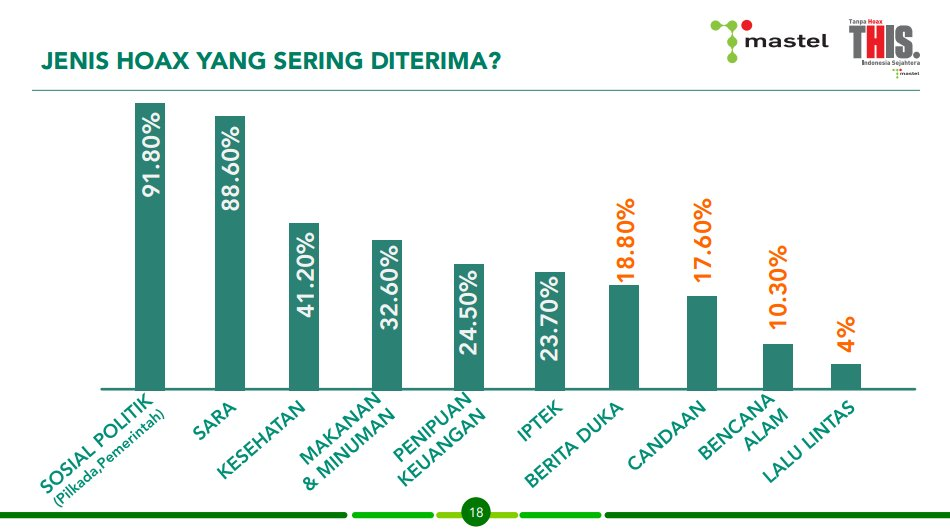 JENIS HOAX YANG SERING DITERIMA?
mastel
Tanpa Hoax
THIS.
Indonesia Sejahtera
mastel
91.80%
88.60%
41.20%
32.60%
24.50%
23.70%
18.80%
17.60%
10.30%
4%
SOSIAL POLITIK
(Pilkada,Pemerintah)
SARA
KESEHATAN
MAKANAN
& MINUMAN
PENIPUAN
KEUANGAN
IPTEK
BERITA DUKA
CANDAAN
BENCANA
ALAM
LALU LINTAS
18